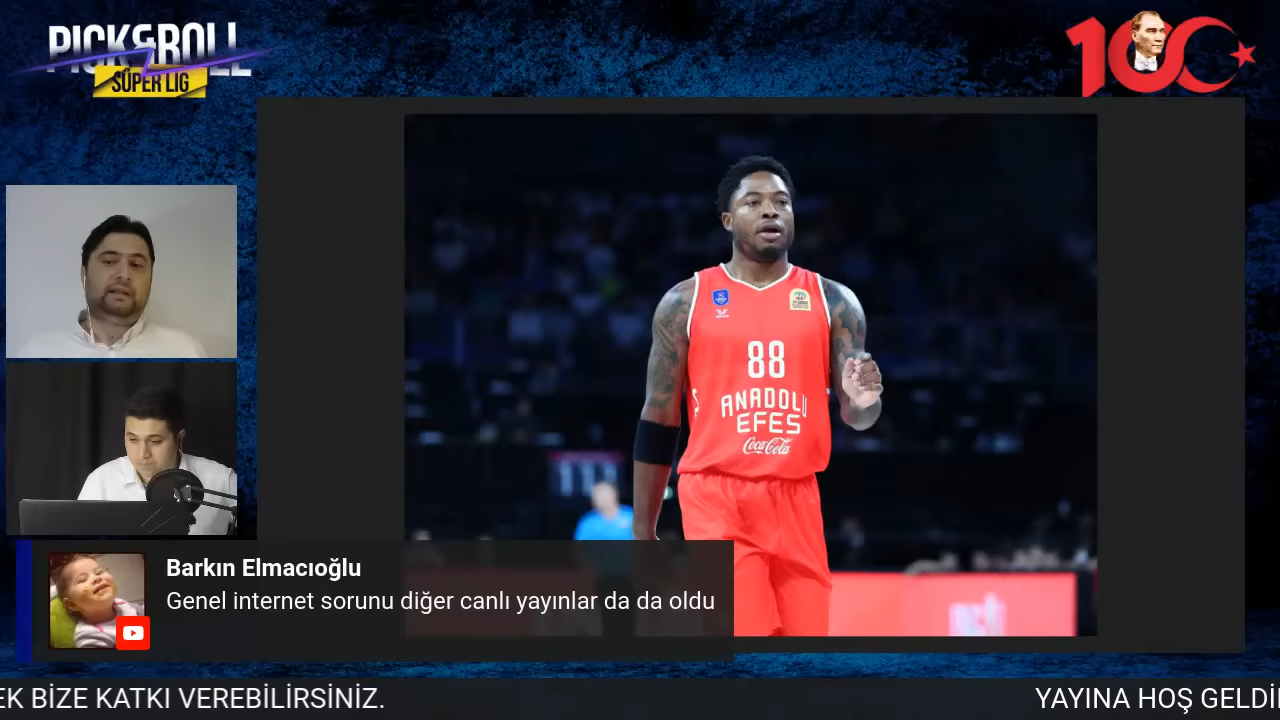 PICK&ROLL
SÜPER LIG
100
88
ANADOLU
EFES
Coca-Cola
Barkın Elmacıoğlu
Genel internet sorunu diğer canlı yayınlar da da oldu
EK BİZE KATKI VEREBİLİRSİNİZ.
YAYINA HOŞ GELDİ